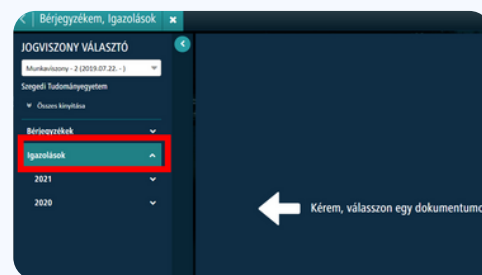 Bérjegyzékem, Igazolások
JOGVISZONY VÁLASZTÓ
Munkaviszony - 2 (2019.07.22. - )
Szegedi Tudományegyetem
Összes kinyitása
Bérjegyzékek
Igazolások
2021
2020
Kérem, válasszon egy dokumentumo